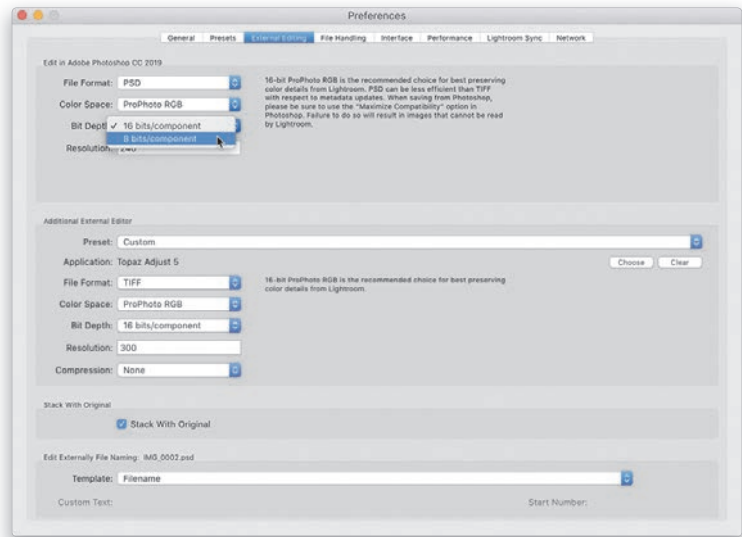 Preferences
General Presets External Editing File Handling Interface Performance Lightroom Sync Network
Edit in Adobe Photoshop CC 2019
File Format: PSD
Color Space: ProPhoto RGB
Bit Depth ✓ 16 bits/component
8 bits/component
Resolution: 240
16-bit ProPhoto RGB is the recommended choice for best preserving
color details from Lightroom. PSD can be less efficient than TIFF
with respect to metadata updates. When saving from Photoshop,
please be sure to use the "Maximize Compatibility" option in
Photoshop. Failure to do so will result in images that cannot be read
by Lightroom.
Additional External Editor
Preset: Custom
Application: Topaz Adjust 5
Choose Clear
File Format: TIFF
Color Space: ProPhoto RGB
Bit Depth: 16 bits/component
Resolution: 300
Compression: None
16-bit ProPhoto RGB is the recommended choice for best preserving
color details from Lightroom.
Stack With Original
Stack With Original
Edit Externally File Naming: IMG_0002.psd
Template: Filename
Custom Text:
Start Number: